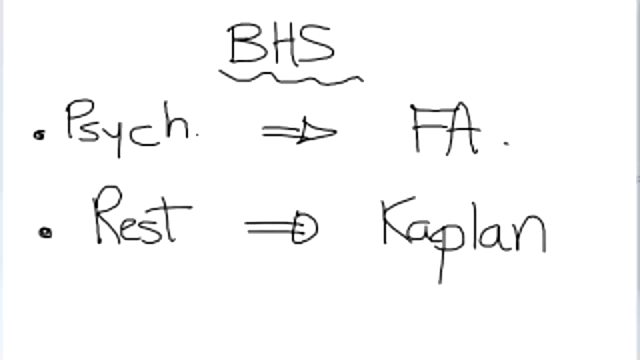 BHS
• Psych. ⇒ FA.
• Rest ⇒ Kaplan